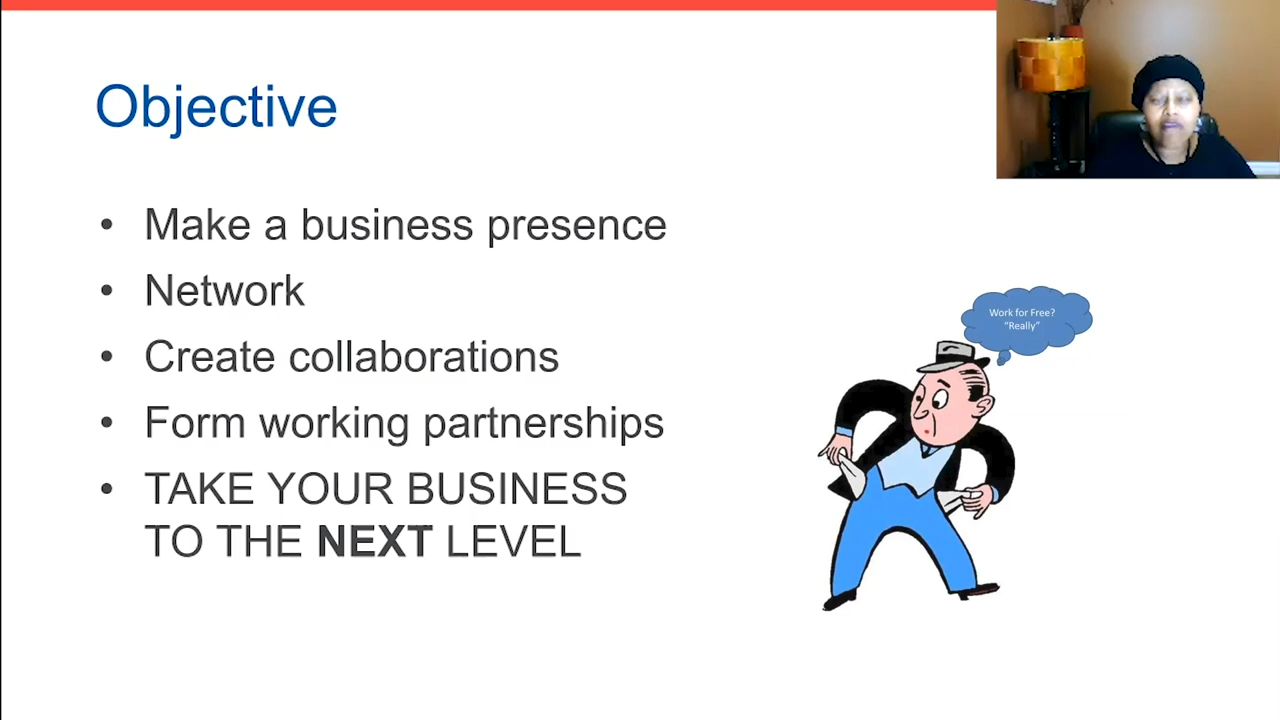 Objective
• Make a business presence
• Network
• Create collaborations
• Form working partnerships
• TAKE YOUR BUSINESS
TO THE NEXT LEVEL
Work for Free?
"Really"